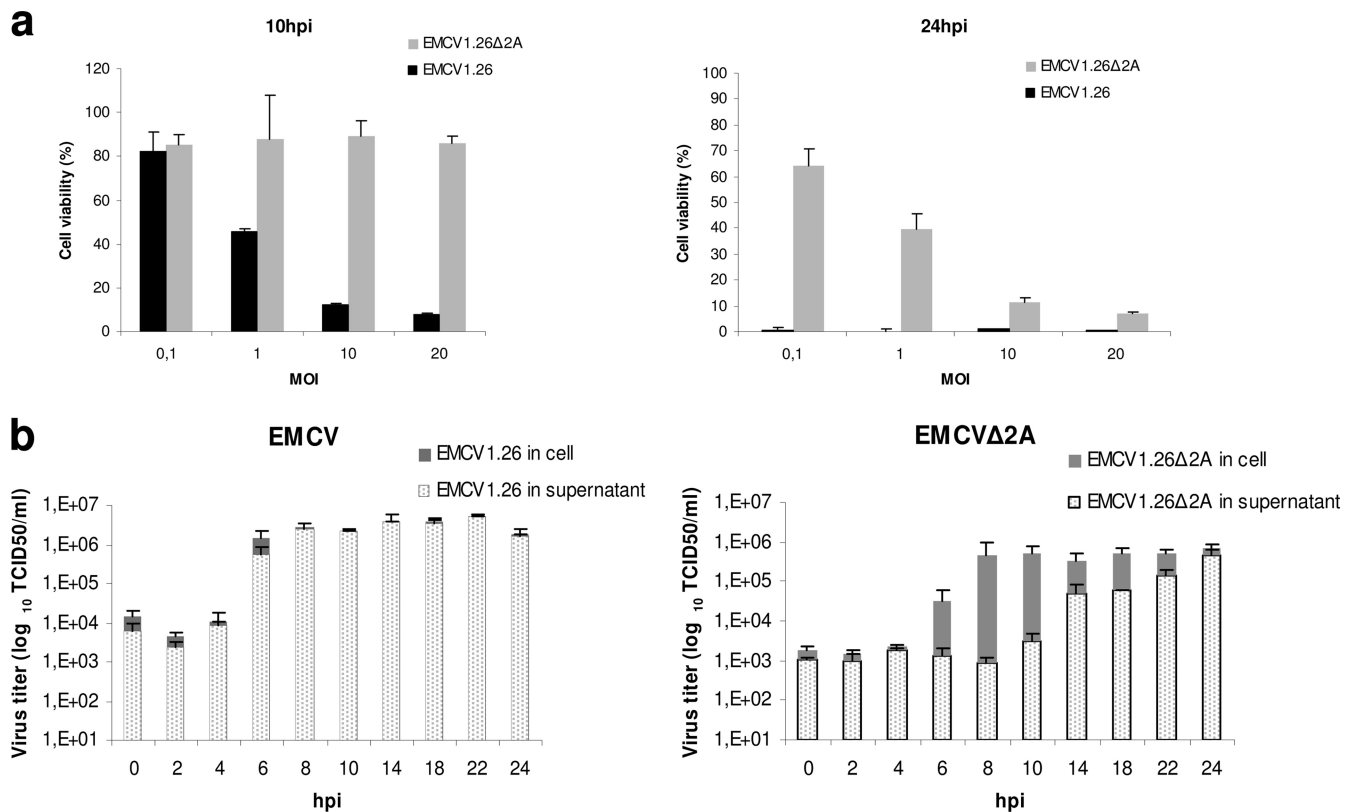 a
10hpi
EMCV1.26Δ2A
EMCV1.26
120
100
80
60
40
20
0
Cell viability (%)
0,1 1 10 20
MOI
24hpi
EMCV1.26Δ2A
EMCV1.26
100
90
80
70
60
50
40
30
20
10
0
Cell viability (%)
0,1 1 10 20
MOI
b
EMCV
EMCV1.26 in cell
EMCV1.26 in supernatant
1,E+07
1,E+06
1,E+05
1,E+04
1,E+03
1,E+02
1,E+01
Virus titer (log 10 TCID50/ml)
0 2 4 6 8 10 14 18 22 24
hpi
EMCVΔ2A
EMCV1.26Δ2A in cell
EMCV1.26Δ2A in supernatant
1,E+07
1,E+06
1,E+05
1,E+04
1,E+03
1,E+02
1,E+01
Virus titer (log 10 TCID50/ml)
0 2 4 6 8 10 14 18 22 24
hpi